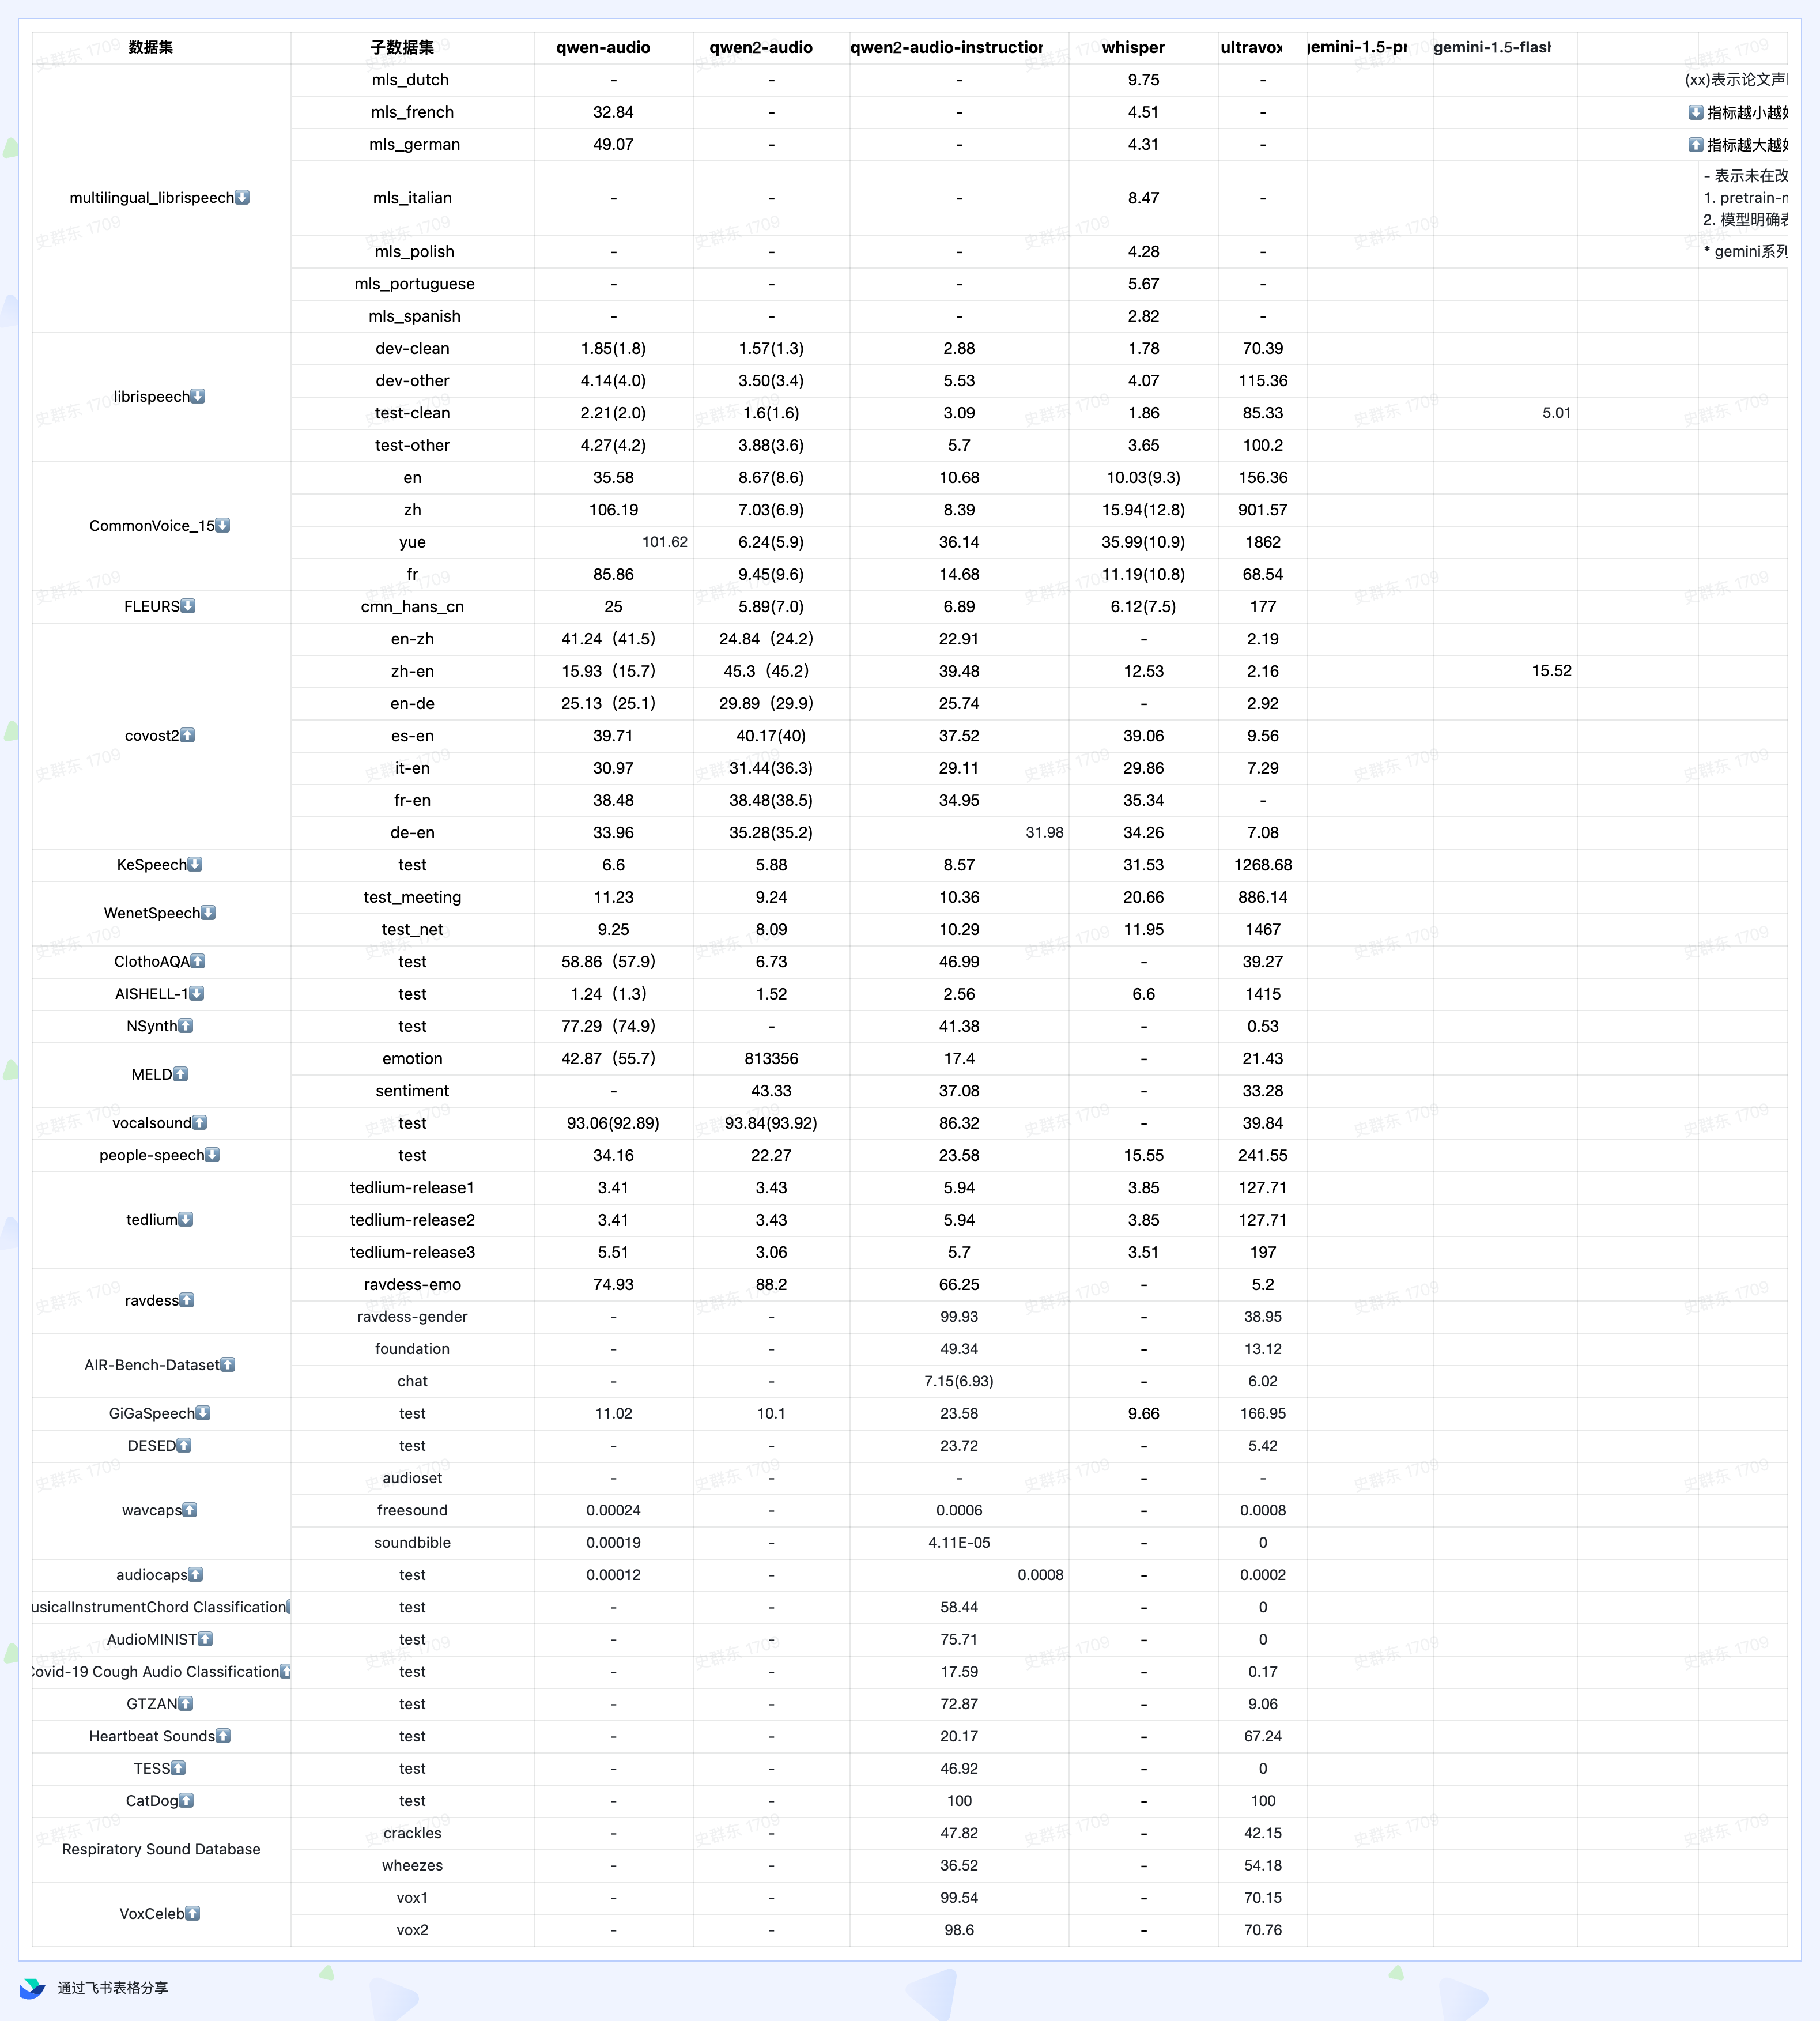 数据集 子数据集 qwen-audio qwen2-audio qwen2-audio-instruction whisper ultravox gemini-1.5-pr gemini-1.5-flash
multilingual_librispeech⬇️ mls_dutch - - - 9.75 - (xx)表示论文声
mls_french 32.84 - - 4.51 - ⬇️ 指标越小越好
mls_german 49.07 - - 4.31 - ⬆️ 指标越大越好
mls_italian - - - 8.47 - - 表示未在改
1. pretrain-m
2. 模型明确表
mls_polish - - - 4.28 - * gemini系列
mls_portuguese - - - 5.67 -
mls_spanish - - - 2.82 -
librispeech⬇️ dev-clean 1.85(1.8) 1.57(1.3) 2.88 1.78 70.39
dev-other 4.14(4.0) 3.50(3.4) 5.53 4.07 115.36
test-clean 2.21(2.0) 1.6(1.6) 3.09 1.86 85.33 5.01
test-other 4.27(4.2) 3.88(3.6) 5.7 3.65 100.2
CommonVoice_15⬇️ en 35.58 8.67(8.6) 10.68 10.03(9.3) 156.36
zh 106.19 7.03(6.9) 8.39 15.94(12.8) 901.57
yue 101.62 6.24(5.9) 36.14 35.99(10.9) 1862
fr 85.86 9.45(9.6) 14.68 11.19(10.8) 68.54
FLEURS⬇️ cmn_hans_cn 25 5.89(7.0) 6.89 6.12(7.5) 177
covost2⬆️ en-zh 41.24（41.5） 24.84（24.2） 22.91 - 2.19
zh-en 15.93（15.7） 45.3（45.2） 39.48 12.53 2.16 15.52
en-de 25.13（25.1） 29.89（29.9） 25.74 - 2.92
es-en 39.71 40.17(40) 37.52 39.06 9.56
it-en 30.97 31.44(36.3) 29.11 29.86 7.29
fr-en 38.48 38.48(38.5) 34.95 35.34 -
de-en 33.96 35.28(35.2) 31.98 34.26 7.08
KeSpeech⬇️ test 6.6 5.88 8.57 31.53 1268.68
WenetSpeech⬇️ test_meeting 11.23 9.24 10.36 20.66 886.14
test_net 9.25 8.09 10.29 11.95 1467
ClothoAQA⬆️ test 58.86（57.9） 6.73 46.99 - 39.27
AISHELL-1⬇️ test 1.24（1.3） 1.52 2.56 6.6 1415
NSynth⬆️ test 77.29（74.9） - 41.38 - 0.53
MELD⬆️ emotion 42.87（55.7） 813356 17.4 - 21.43
sentiment - 43.33 37.08 - 33.28
vocalsound⬆️ test 93.06(92.89) 93.84(93.92) 86.32 - 39.84
people-speech⬇️ test 34.16 22.27 23.58 15.55 241.55
tedlium⬇️ tedlium-release1 3.41 3.43 5.94 3.85 127.71
tedlium-release2 3.41 3.43 5.94 3.85 127.71
tedlium-release3 5.51 3.06 5.7 3.51 197
ravdess⬆️ ravdess-emo 74.93 88.2 66.25 - 5.2
ravdess-gender - - 99.93 - 38.95
AIR-Bench-Dataset⬆️ foundation - - 49.34 - 13.12
chat - - 7.15(6.93) - 6.02
GiGaSpeech⬇️ test 11.02 10.1 23.58 9.66 166.95
DESED⬆️ test - - 23.72 - 5.42
wavcaps⬆️ audioset - - - - -
freesound 0.00024 - 0.0006 - 0.0008
soundbible 0.00019 - 4.11E-05 - 0
audiocaps⬆️ test 0.00012 - 0.0008 - 0.0002
usicalInstrumentChord Classification test - - 58.44 - 0
AudioMINIST⬆️ test - - 75.71 - 0
Covid-19 Cough Audio Classification⬆️ test - - 17.59 - 0.17
GTZAN⬆️ test - - 72.87 - 9.06
Heartbeat Sounds⬆️ test - - 20.17 - 67.24
TESS⬆️ test - - 46.92 - 0
CatDog⬆️ test - - 100 - 100
Respiratory Sound Database crackles - - 47.82 - 42.15
wheezes - - 36.52 - 54.18
VoxCeleb⬆️ vox1 - - 99.54 - 70.15
vox2 - - 98.6 - 70.76
通过飞书表格分享
史群东 1709